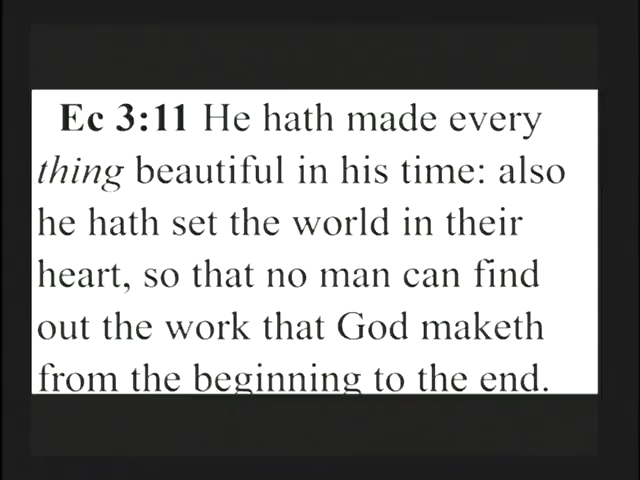 Ec 3:11 He hath made every
thing beautiful in his time: also
he hath set the world in their
heart, so that no man can find
out the work that God maketh
from the beginning to the end.